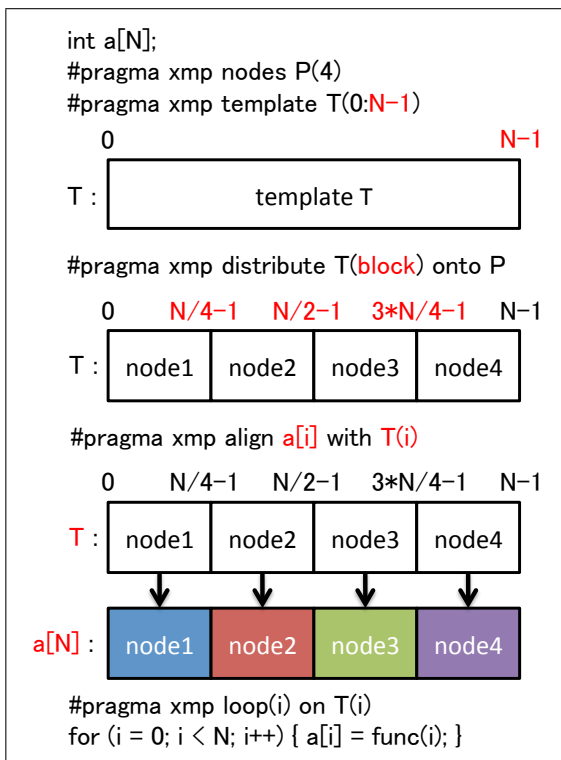 int a[N];
#pragma xmp nodes P(4)
#pragma xmp template T(0:N−1)
0 N−1
T : template T
#pragma xmp distribute T(block) onto P
0 N/4−1 N/2−1 3*N/4−1 N−1
T : node1 node2 node3 node4
#pragma xmp align a[i] with T(i)
0 N/4−1 N/2−1 3*N/4−1 N−1
T : node1 node2 node3 node4
a[N] : node1 node2 node3 node4
#pragma xmp loop(i) on T(i)
for (i = 0; i < N; i++) { a[i] = func(i); }